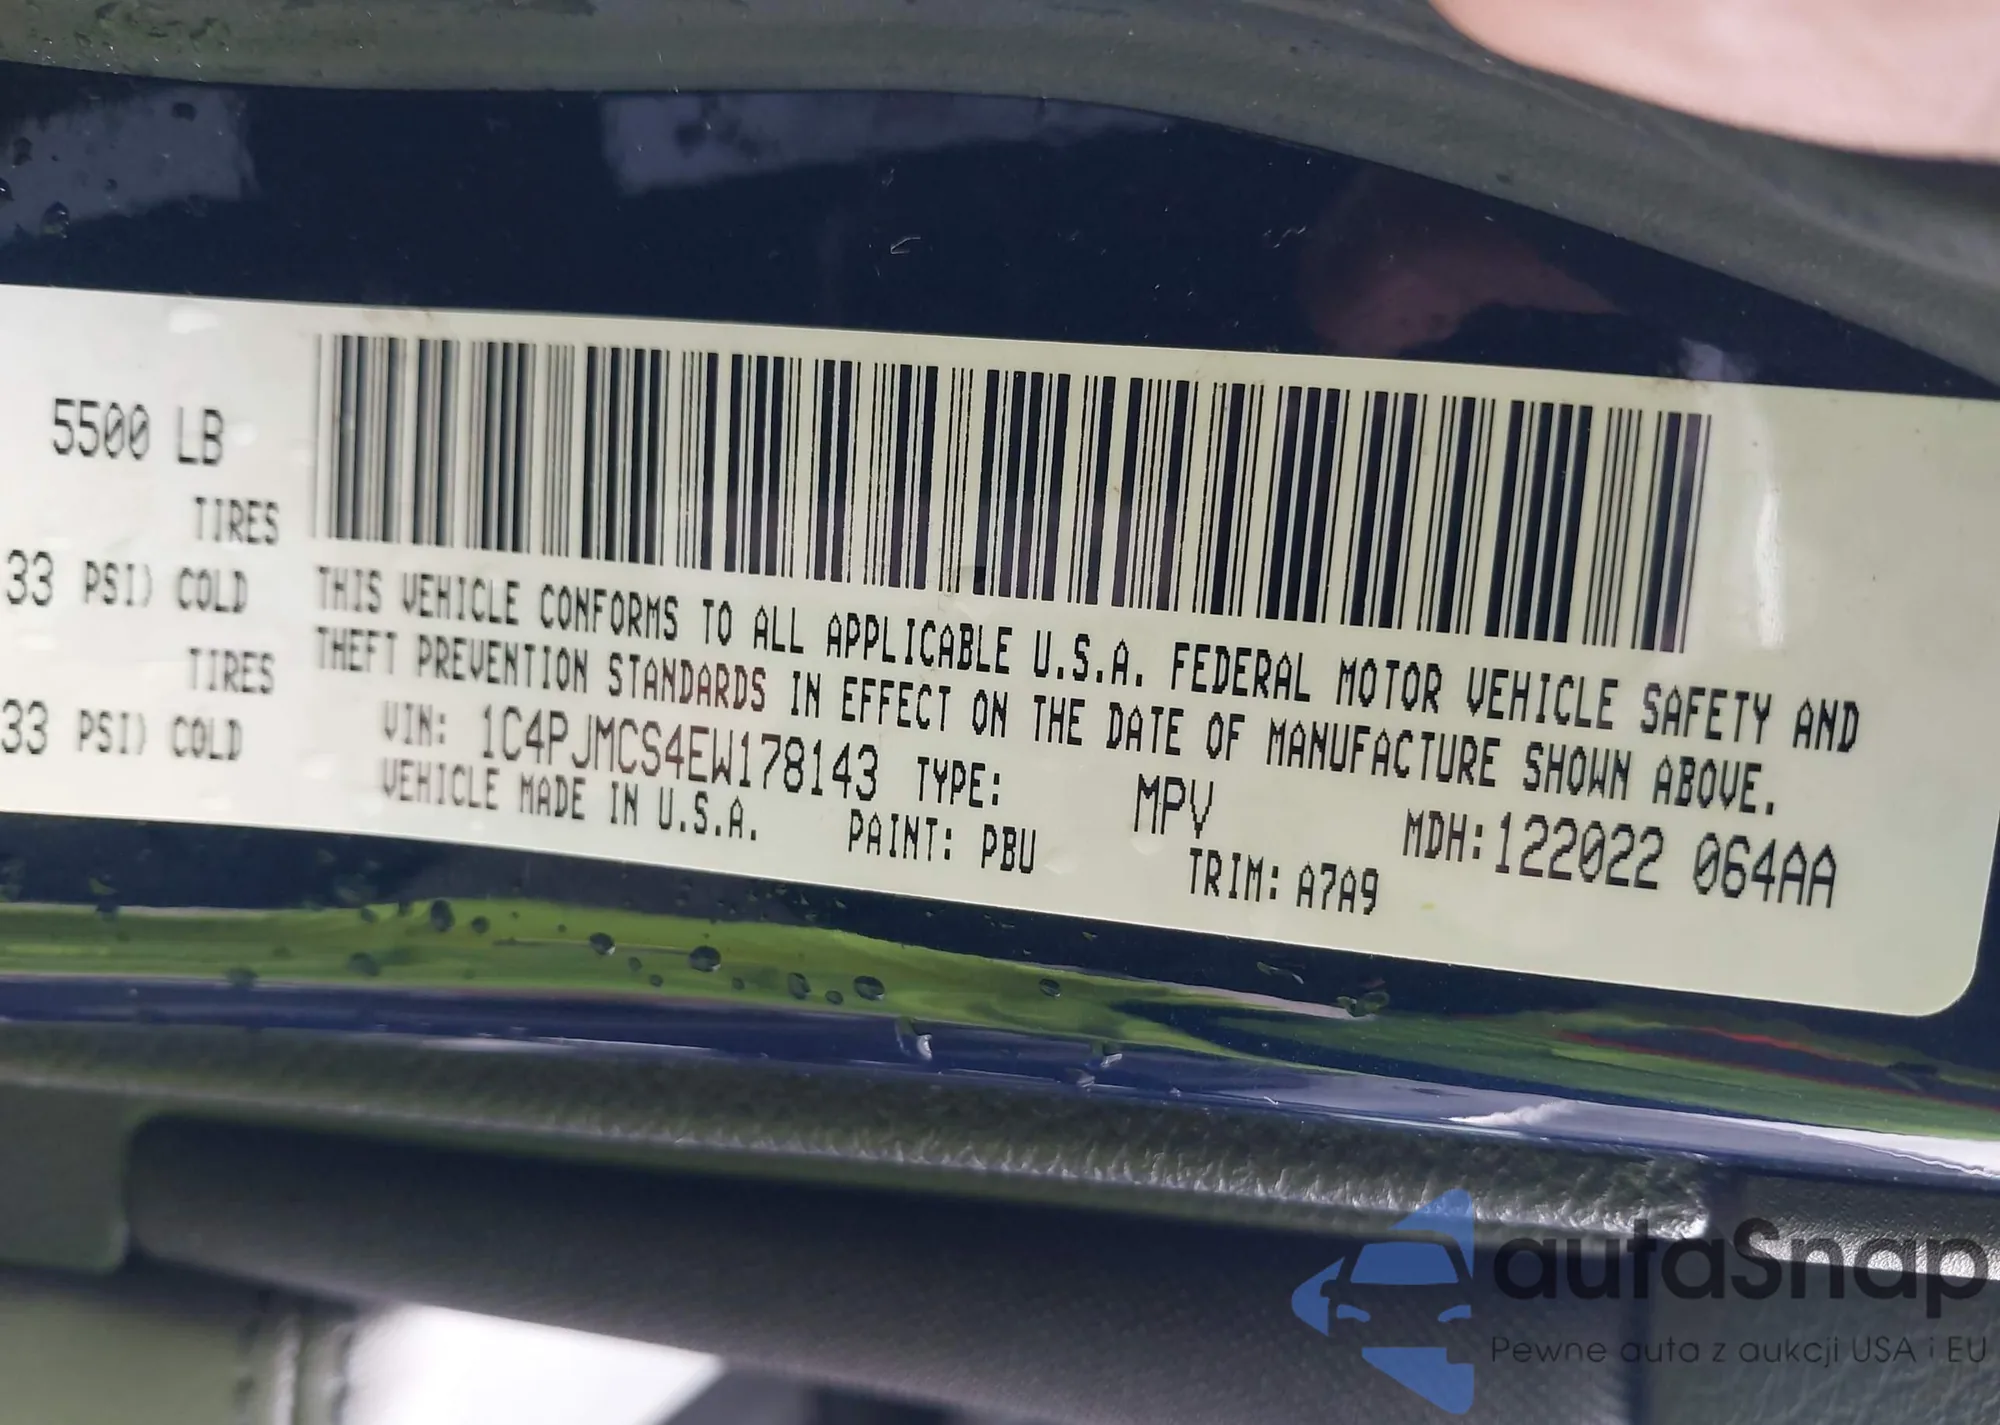 5500 LB
TIRES
33 PSI) COLD
TIRES
33 PSI) COLD
THIS VEHICLE CONFORMS TO ALL APPLICABLE U.S.A. FEDERAL MOTOR VEHICLE SAFETY AND
THEFT PREVENTION STANDARDS IN EFFECT ON THE DATE OF MANUFACTURE SHOWN ABOVE.
VIN: 1C4PJMCS4EW178143 TYPE: MPV MDH:122022 064AA
VEHICLE MADE IN U.S.A. PAINT: PBU TRIM: A7A9
autaSnap
Pewne auta z aukcji USA i EU